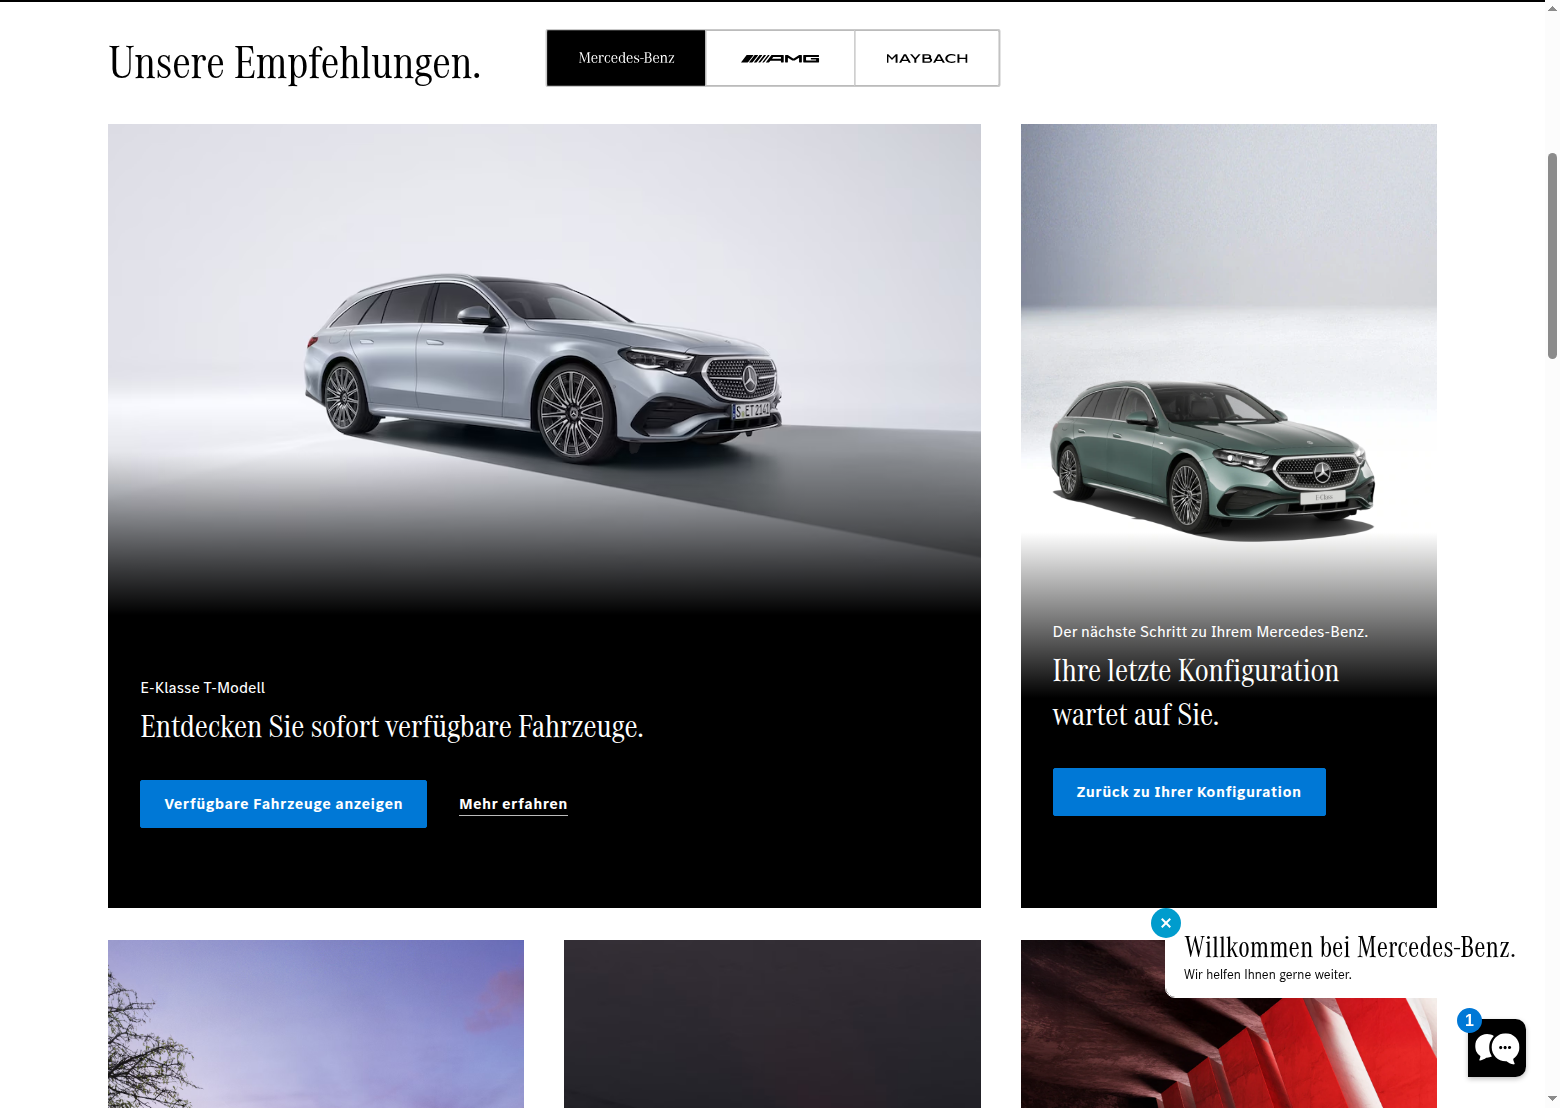 Unsere Empfehlungen.
Mercedes-Benz
AMG
MAYBACH
S ET 2141
E-Class
E-Klasse T-Modell
Entdecken Sie sofort verfügbare Fahrzeuge.
Verfügbare Fahrzeuge anzeigen
Mehr erfahren
Der nächste Schritt zu Ihrem Mercedes-Benz.
Ihre letzte Konfiguration
wartet auf Sie.
Zurück zu Ihrer Konfiguration
Willkommen bei Mercedes-Benz.
Wir helfen Ihnen gerne weiter.
1